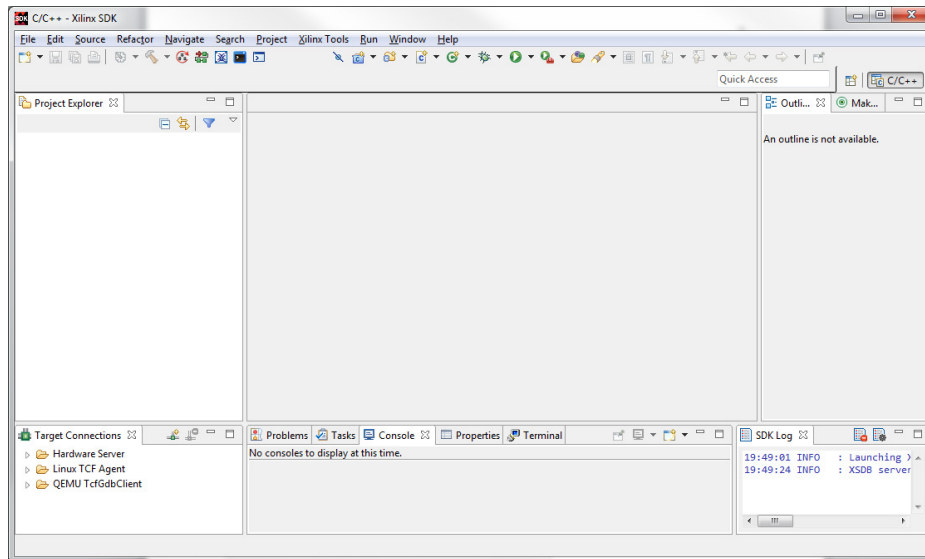 C/C++ - Xilinx SDK
File Edit Source Refactor Navigate Search Project Xilinx Tools Run Window Help
Quick Access
C/C++
Project Explorer
Outli...
Mak...
An outline is not available.
Target Connections
Hardware Server
Linux TCF Agent
QEMU TcfGdbClient
Problems Tasks Console Properties Terminal
No consoles to display at this time.
SDK Log
19:49:01 INFO : Launching X
19:49:24 INFO : XSDB server